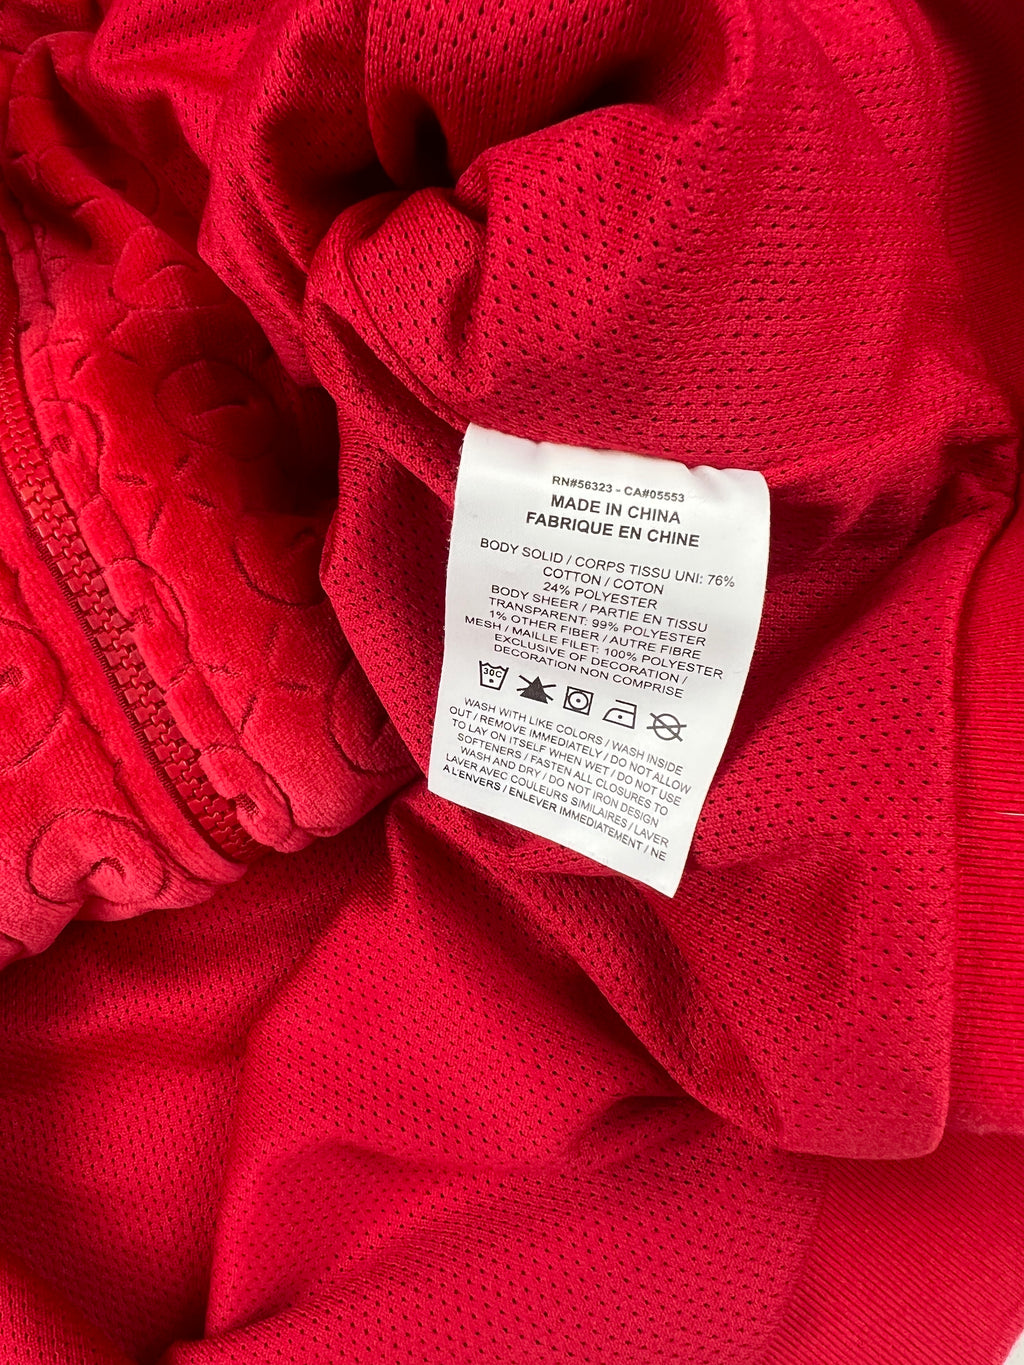 RN#56323 - CA#05553
MADE IN CHINA
FABRIQUE EN CHINE
BODY SOLID / CORPS TISSU UNI: 76%
COTTON / COTON
24% POLYESTER
BODY SHEER / PARTIE EN TISSU
TRANSPARENT: 99% POLYESTER
1% OTHER FIBER / AUTRE FIBRE
MESH / MAILLE FILET: 100% POLYESTER
EXCLUSIVE OF DECORATION /
DECORATION NON COMPRISE
30C
WASH WITH LIKE COLORS / WASH INSIDE
OUT / REMOVE IMMEDIATELY / DO NOT ALLOW
TO LAY ON ITSELF WHEN WET / DO NOT USE
SOFTENERS / FASTEN ALL CLOSURES TO
WASH AND DRY / DO NOT IRON DESIGN
LAVER AVEC COULEURS SIMILAIRES / LAVER
A L'ENVERS / ENLEVER IMMEDIATEMENT / NE